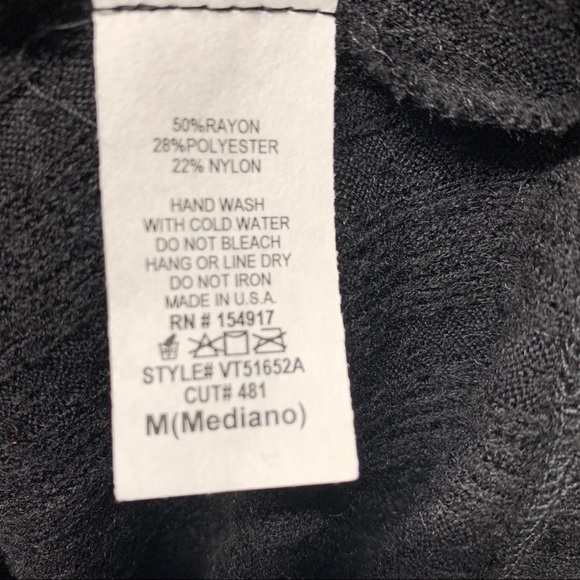 50%RAYON
28%POLYESTER
22% NYLON
HAND WASH
WITH COLD WATER
DO NOT BLEACH
HANG OR LINE DRY
DO NOT IRON
MADE IN U.S.A.
RN # 154917
STYLE# VT51652A
CUT# 481
M(Mediano)